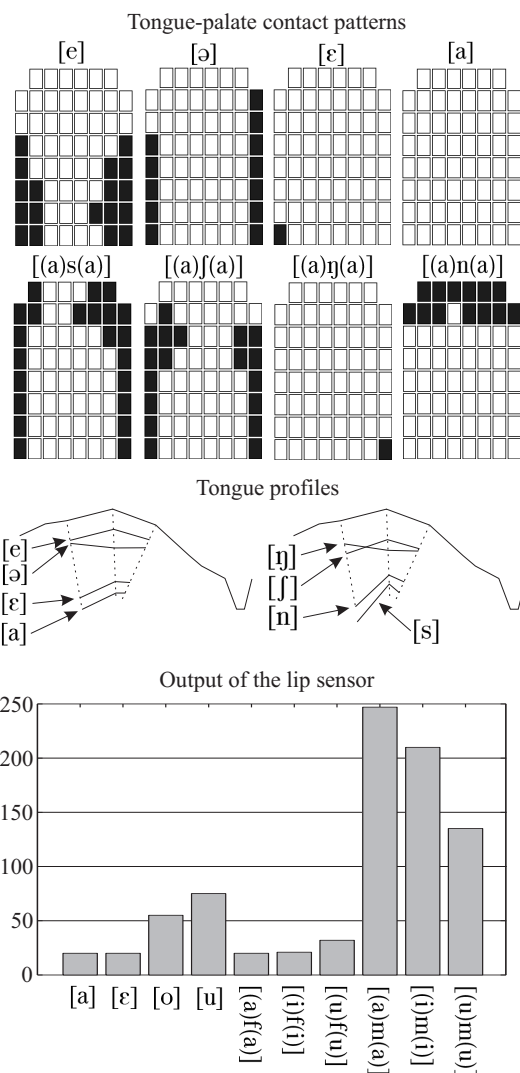 Tongue-palate contact patterns
[e] [ə] [ɛ] [a]
[(a)s(a)] [(a)ʃ(a)] [(a)ŋ(a)] [(a)n(a)]
Tongue profiles
[e]
[ə]
[ɛ]
[a]
[ŋ]
[ʃ]
[n]
[s]
Output of the lip sensor
250
200
150
100
50
0
[a] [ɛ] [o] [u] [(a)f(a)] [(i)f(i)] [(u)f(u)] [(a)m(a)] [(i)m(i)] [(u)m(u)]